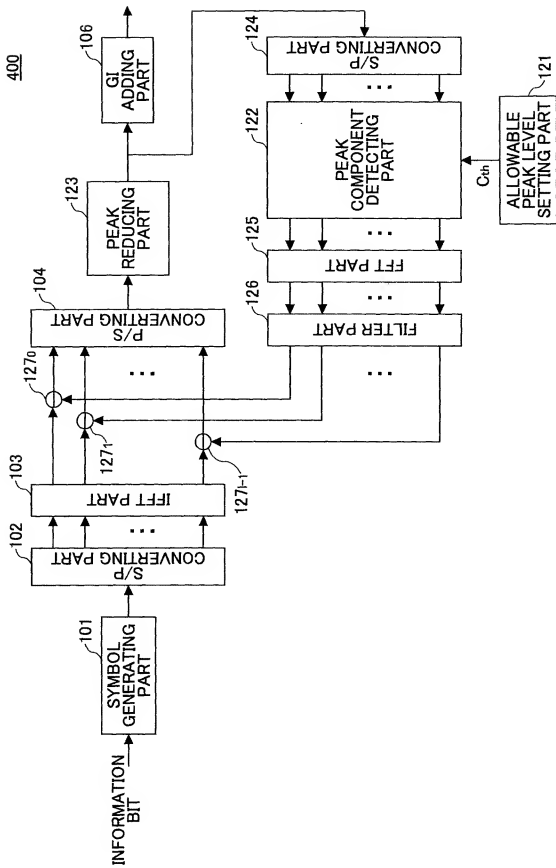 400
INFORMATION
BIT
101
SYMBOL
GENERATING
PART
102
S/P
CONVERTING PART
103
IFFT PART
127₀
127₁
127I-1
104
P/S
CONVERTING PART
123
PEAK
REDUCING
PART
106
GI
ADDING
PART
124
S/P
CONVERTING PART
122
PEAK
COMPONENT
DETECTING
PART
121
ALLOWABLE
PEAK LEVEL
SETTING PART
Cth
125
FFT PART
126
FILTER PART